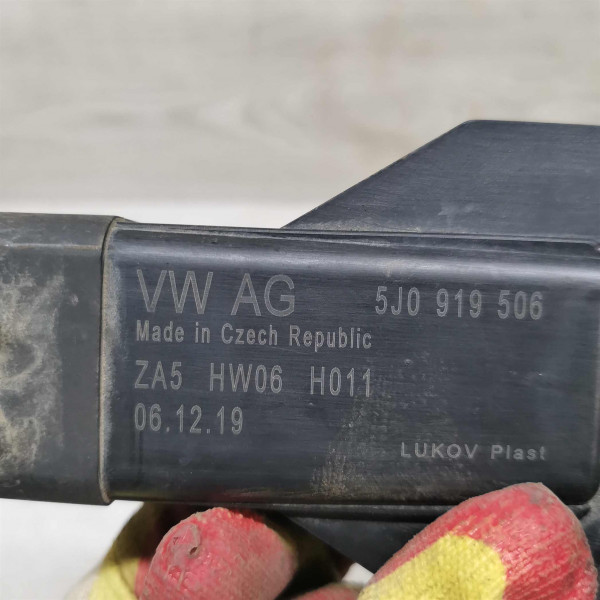 VW AG 5J0 919 506
Made in Czech Republic
ZA5 HW06 H011
06.12.19
LUKOV Plast